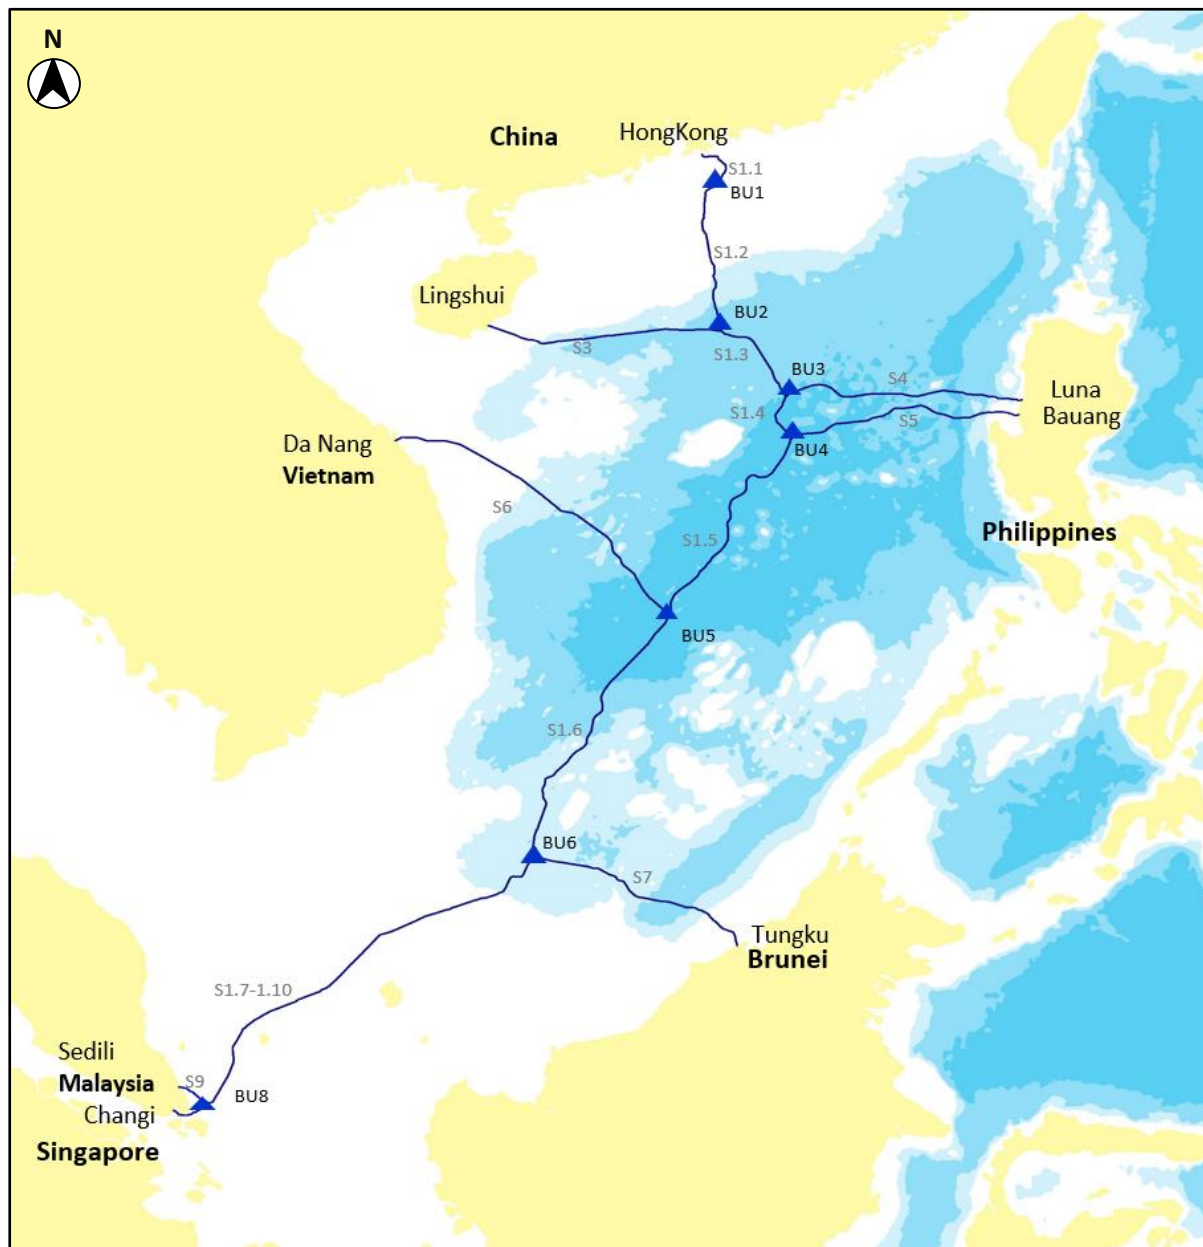 N
China
HongKong
S1.1
BU1
S1.2
Lingshui
BU2
S3
S1.3
BU3
S4
Luna
S1.4
Bauang
S5
Da Nang
BU4
Vietnam
S6
Philippines
S1.5
BU5
S1.6
BU6
S7
Tungku
Brunei
S1.7-1.10
Sedili
S9
Malaysia
BU8
Changi
Singapore